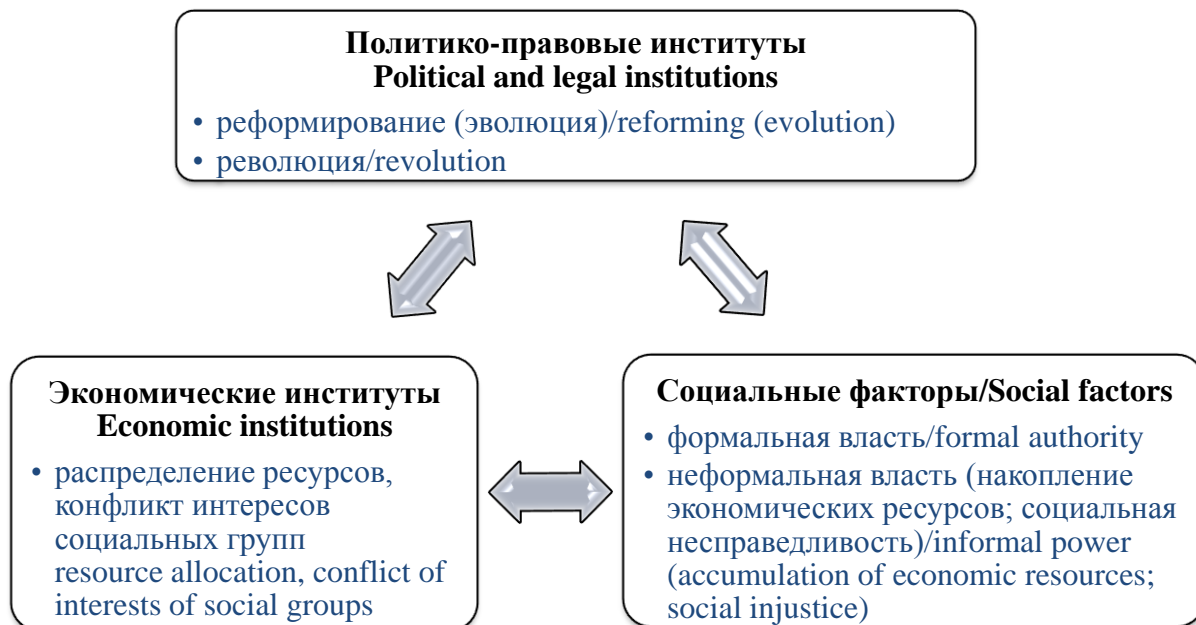 Политико-правовые институты
Political and legal institutions
• реформирование (эволюция)/reforming (evolution)
• революция/revolution
Экономические институты
Economic institutions
• распределение ресурсов,
конфликт интересов
социальных групп
resource allocation, conflict of
interests of social groups
Социальные факторы/Social factors
• формальная власть/formal authority
• неформальная власть (накопление
экономических ресурсов; социальная
несправедливость)/informal power
(accumulation of economic resources;
social injustice)